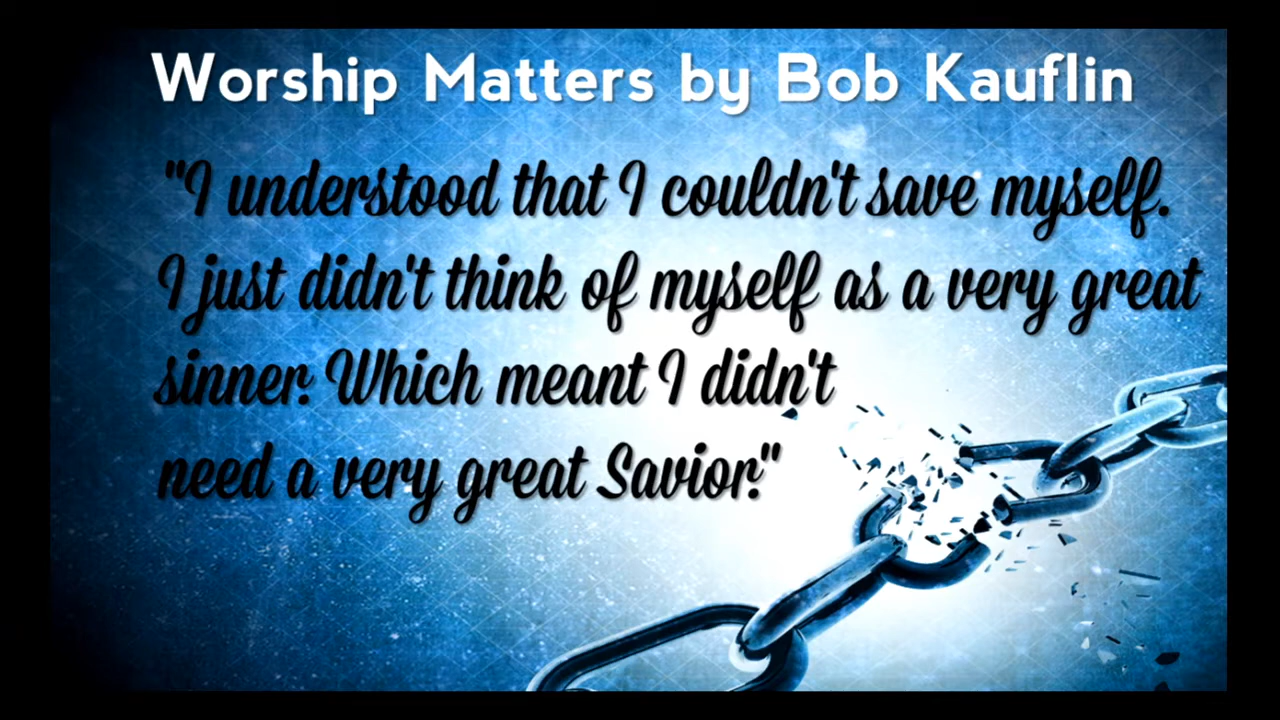 Worship Matters by Bob Kauflin
"I understood that I couldn't save myself.
I just didn't think of myself as a very great
sinner. Which meant I didn't
need a very great Savior."